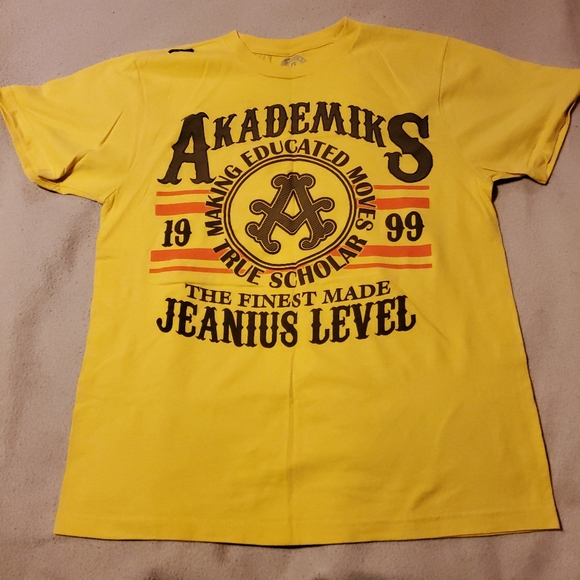 AKADEMIKS
MAKING EDUCATED MOVES
A
19 99
TRUE SCHOLAR
THE FINEST MADE
JEANIUS LEVEL